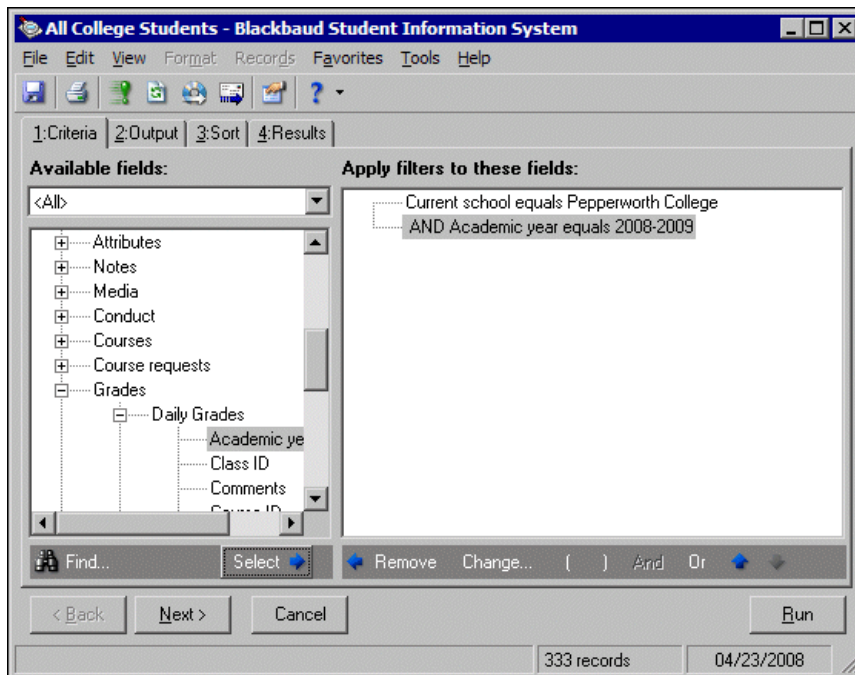 All College Students - Blackbaud Student Information System
File Edit View Format Records Favorites Tools Help
1:Criteria 2:Output 3:Sort 4:Results
Available fields:
Apply filters to these fields:
<All>
Current school equals Pepperworth College
AND Academic year equals 2008-2009
Attributes
Notes
Media
Conduct
Courses
Course requests
Grades
Daily Grades
Academic ye
Class ID
Comments
Course ID
Find... Select Remove Change... ( ) And Or
< Back Next > Cancel Run
333 records 04/23/2008